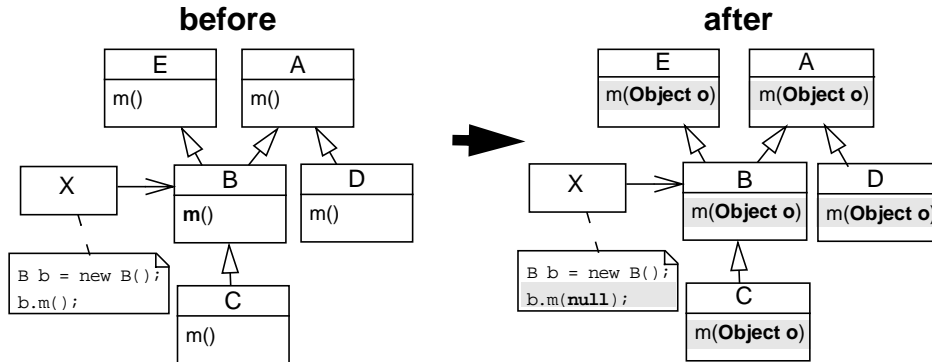 before
after
E
A
m()
m()
X
B
D
m()
m()
B b = new B();
b.m();
C
m()
E
A
m(Object o)
m(Object o)
X
B
D
m(Object o)
m(Object o)
B b = new B();
b.m(null);
C
m(Object o)